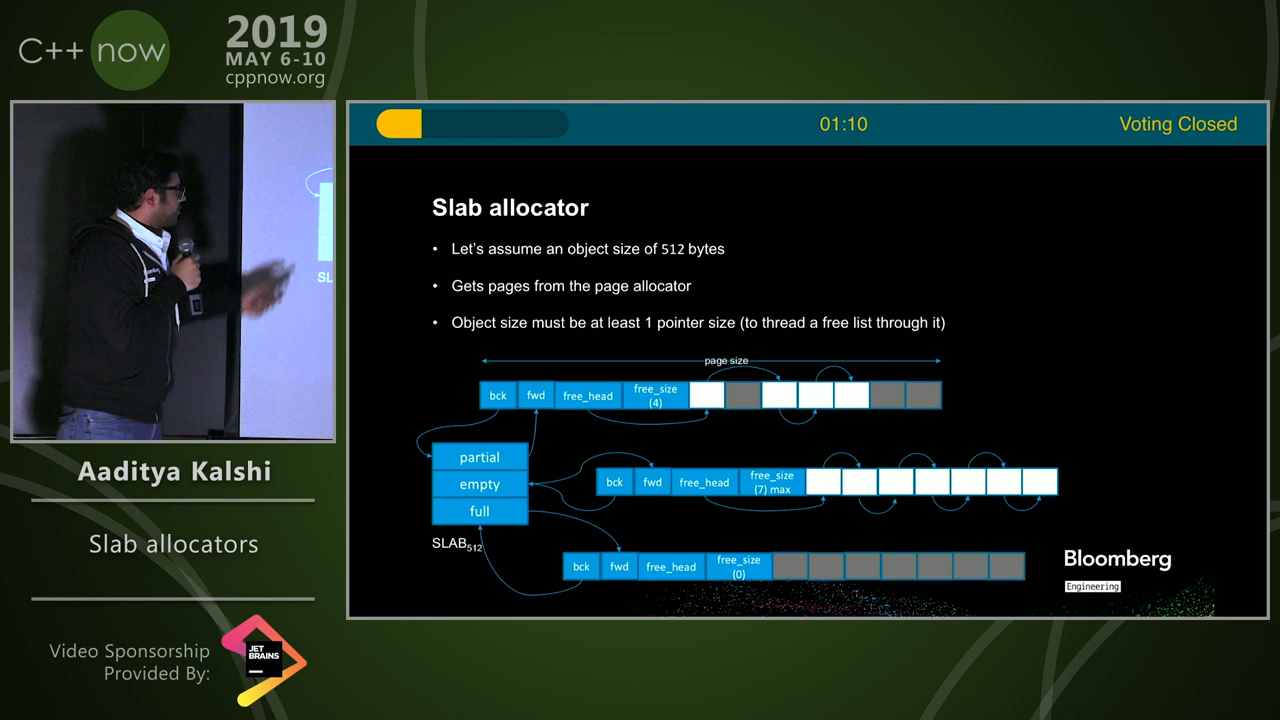 C++ now
2019
MAY 6-10
cppnow.org
01:10
Voting Closed
Slab allocator
• Let's assume an object size of 512 bytes
• Gets pages from the page allocator
• Object size must be at least 1 pointer size (to thread a free list through it)
page size
bck fwd free_head free_size
(4)
partial
empty
full
SLAB512
bck fwd free_head free_size
(7) max
bck fwd free_head free_size
(0)
Bloomberg
Engineering
SL
Aaditya Kalshi
Slab allocators
Video Sponsorship
Provided By:
JET
BRAINS